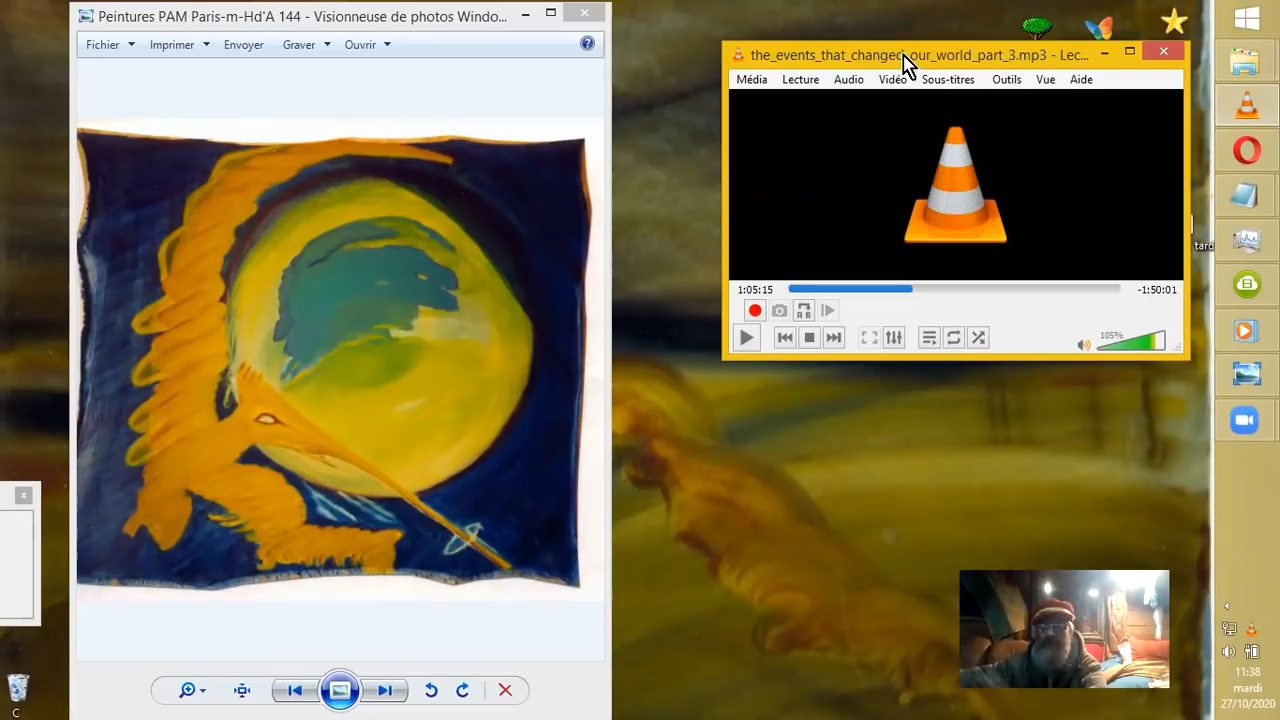 Peintures PAM Paris-m-Hd'A 144 - Visionneuse de photos Windo...
Fichier Imprimer Envoyer Graver Ouvrir
the_events_that_changed_our_world_part_3.mp3 - Lec...
Média Lecture Audio Vidéo Sous-titres Outils Vue Aide
1:05:15 -1:50:01
105%
tard
C
11:38
mardi
27/10/2020